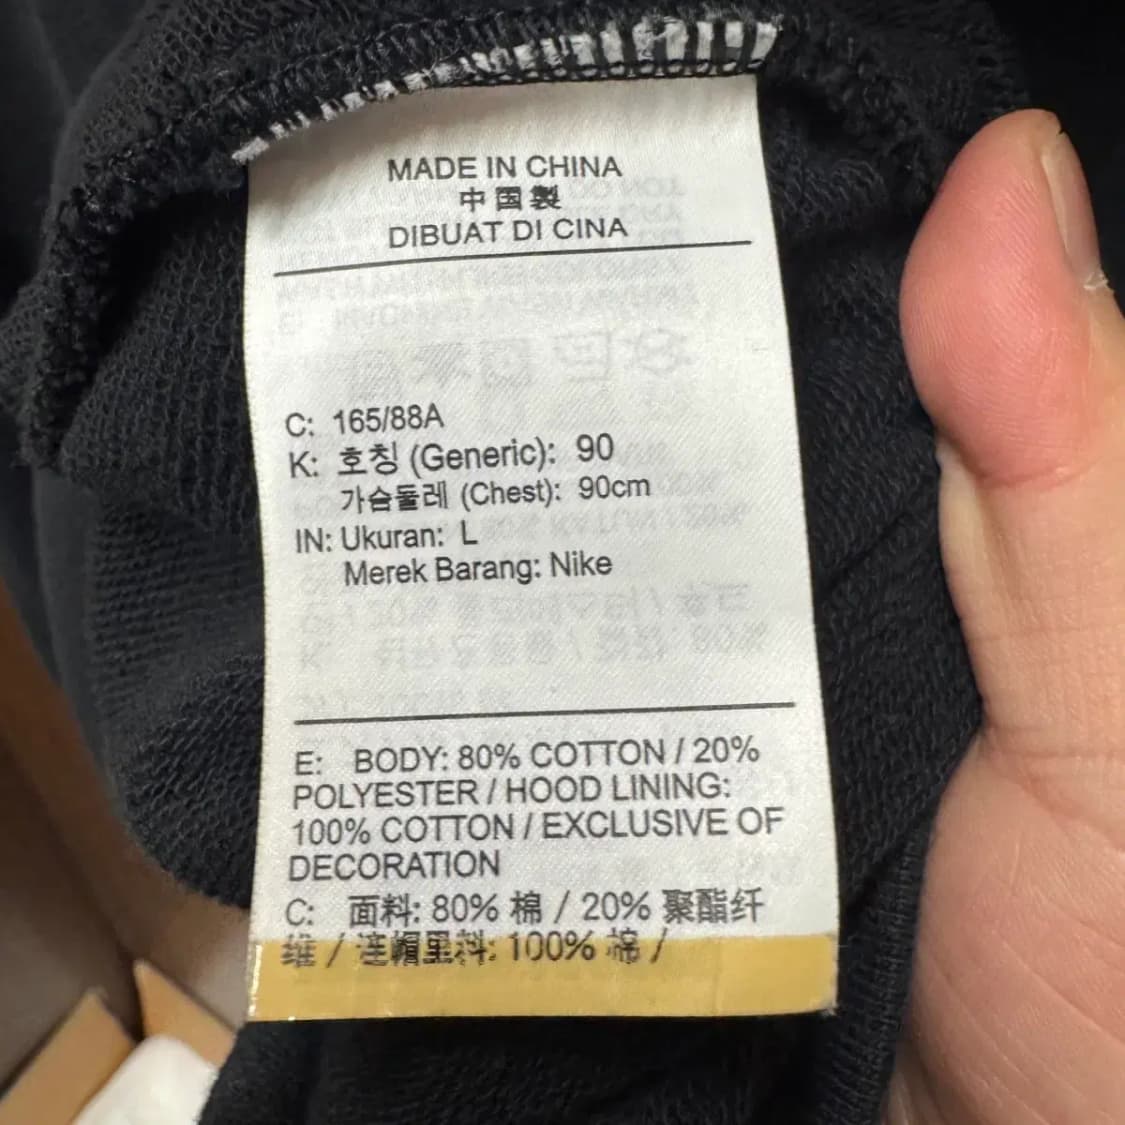 MADE IN CHINA
中国製
DIBUAT DI CINA
C: 165/88A
K: 호칭 (Generic): 90
가슴둘레 (Chest): 90cm
IN: Ukuran: L
Merek Barang: Nike
E: BODY: 80% COTTON / 20%
POLYESTER / HOOD LINING:
100% COTTON / EXCLUSIVE OF
DECORATION
C: 面料: 80% 棉 / 20% 聚酯纤
维 / 连帽里料: 100% 棉 /